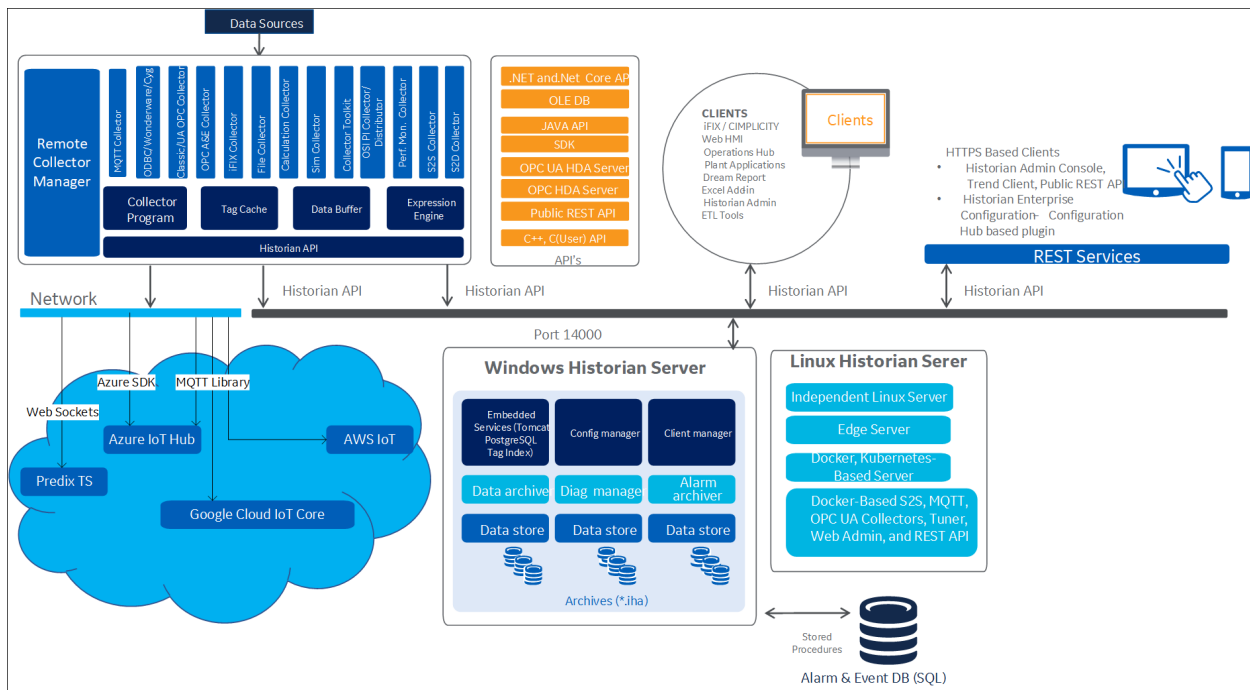 Data Sources
Remote
Collector
Manager
MQTT Collector
ODBC/Wonderware/Cyg
Classic/UA OPC Collector
OPC A&E Collector
iFIX Collector
File Collector
Calculation Collector
Sim Collector
Collector Toolkit
OSI PI Collector/
Distributor
Perf. Mon. Collector
S2S Collector
S2D Collector
Collector
Program
Tag Cache
Data Buffer
Expression
Engine
Historian API
.NET and.Net Core AP
OLE DB
JAVA API
SDK
OPC UA HDA Server
OPC HDA Server
Public REST API
C++, C(User) API
API's
CLIENTS
iFIX / CIMPLICITY
Web HMI
Operations Hub
Plant Applications
Dream Report
Excel Addin
Historian Admin
ETL Tools
Clients
HTTPS Based Clients
• Historian Admin Console,
Trend Client, Public REST AP
• Historian Enterprise
Configuration- Configuration
Hub based plugin
REST Services
Network
Historian API
Historian API
Historian API
Historian API
Port 14000
Azure SDK
MQTT Library
Web Sockets
Azure IoT Hub
AWS IoT
Predix TS
Google Cloud IoT Core
Windows Historian Server
Embedded
Services (Tomcat
PostgreSQL
Tag Index)
Config manager
Client manager
Data archive
Diag manage
Alarm
archiver
Data store
Data store
Data store
Archives (*.iha)
Linux Historian Serer
Independent Linux Server
Edge Server
Docker, Kubernetes-
Based Server
Docker-Based S2S, MQTT,
OPC UA Collectors, Tuner,
Web Admin, and REST API
Stored
Procedures
Alarm & Event DB (SQL)